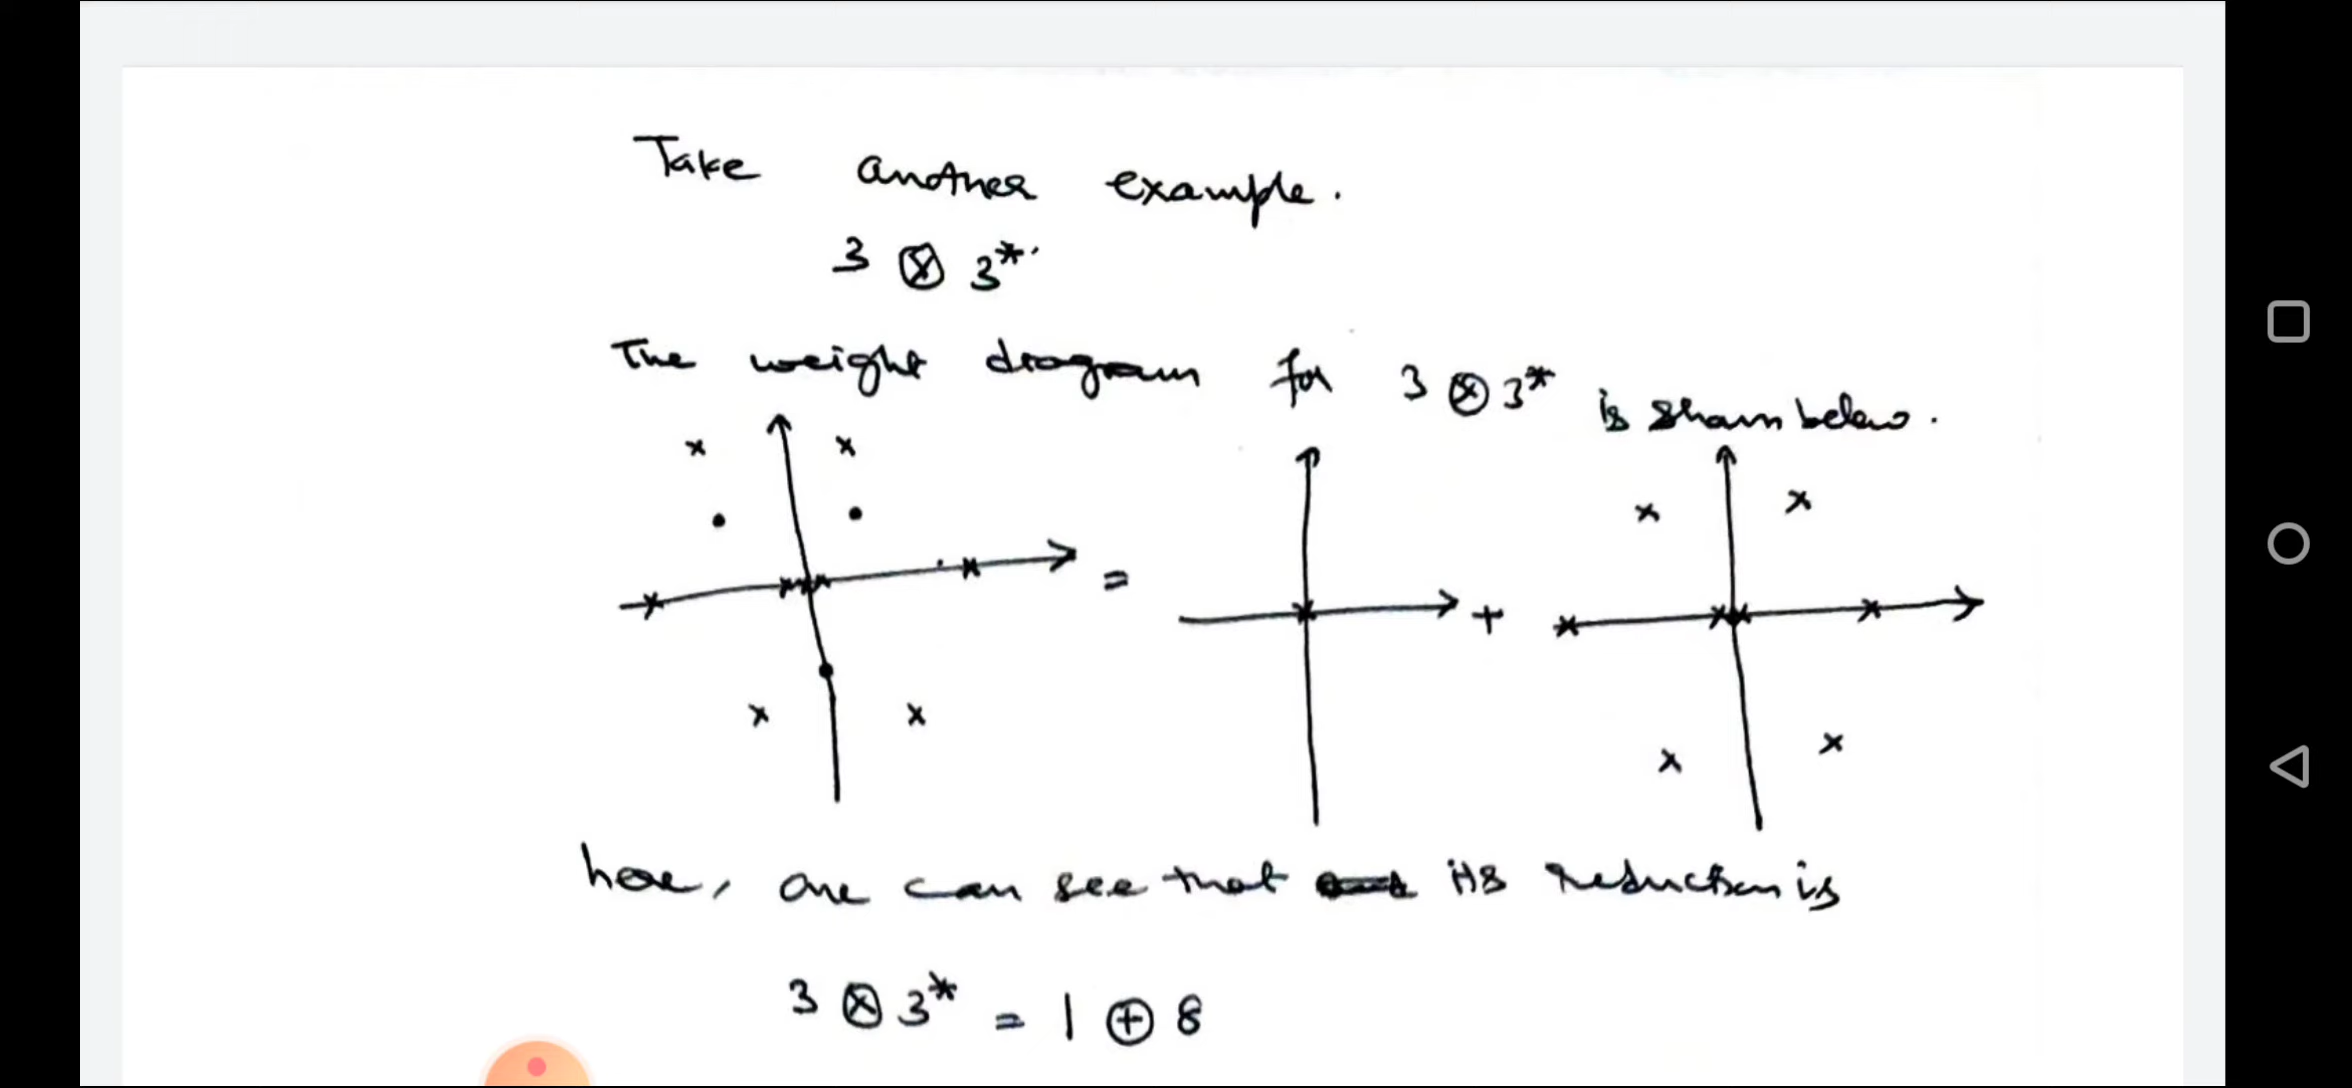 Take another example.
3 ⊗ 3*
The weight diagram for 3 ⊗ 3* is shown below.
= +
here, one can see that its reduction is
3 ⊗ 3* = 1 ⊕ 8